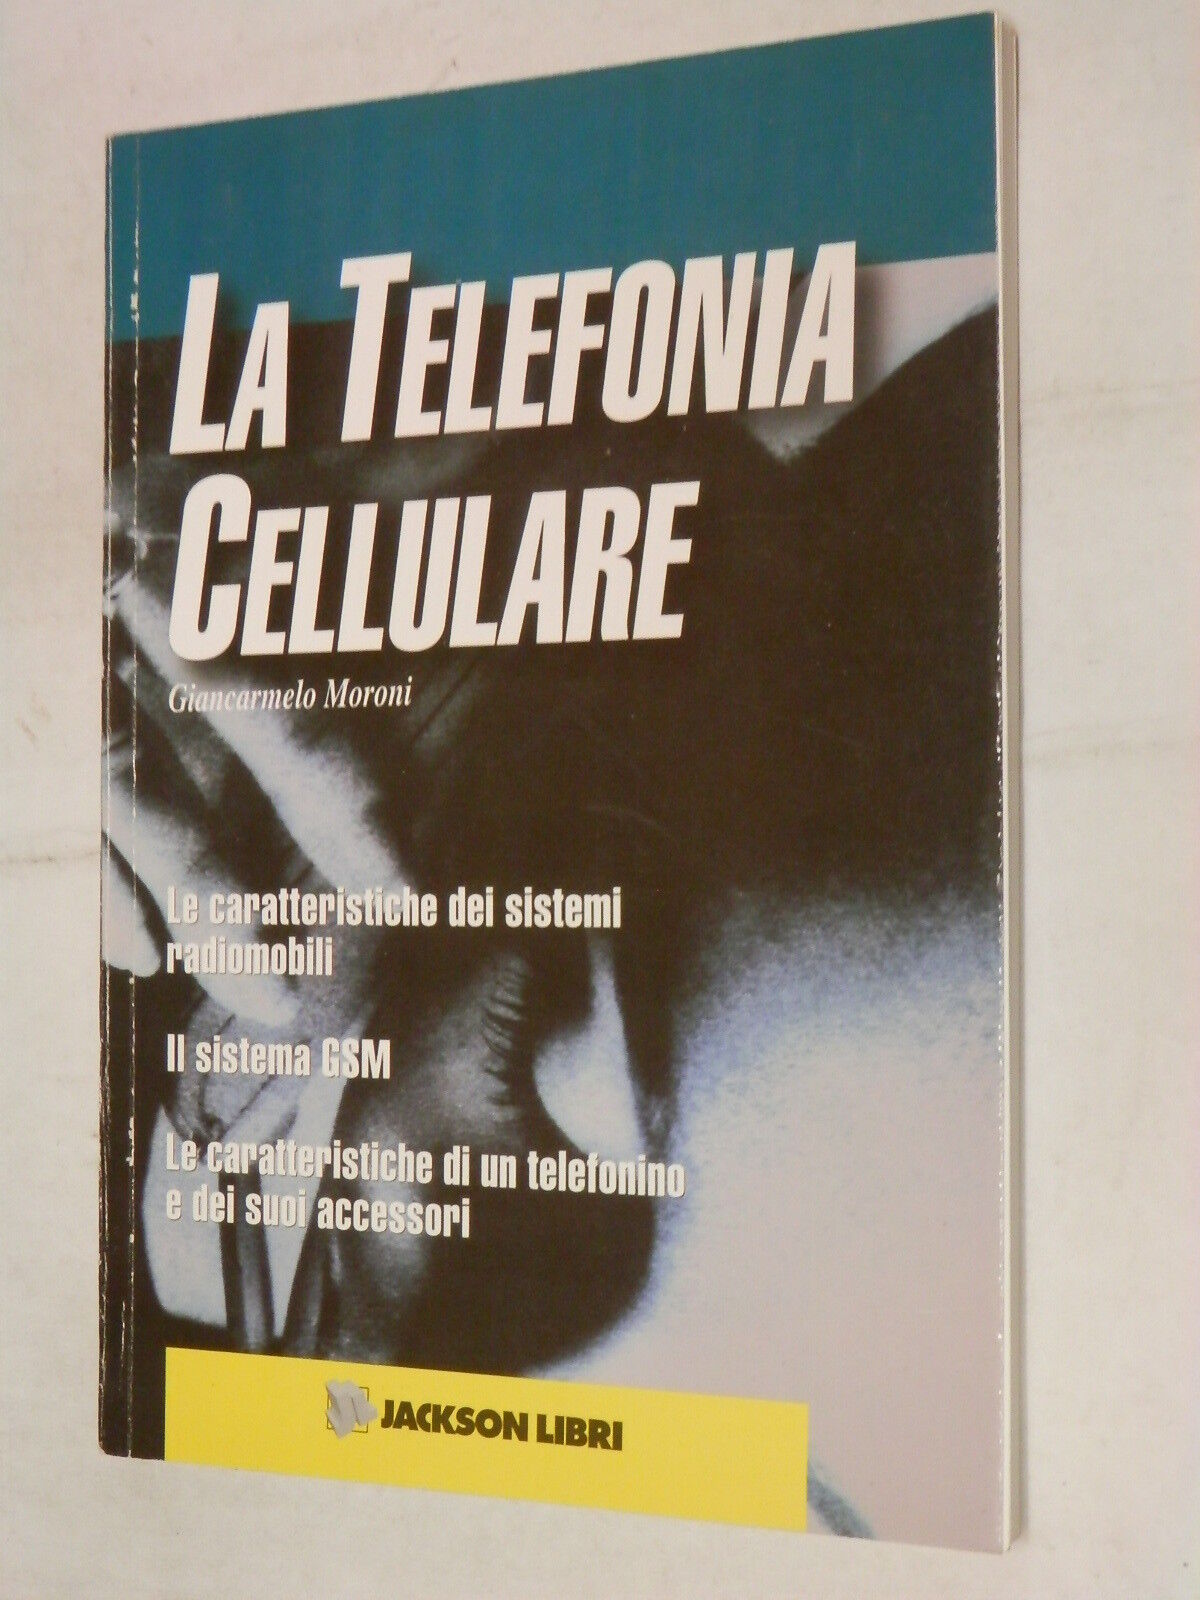 LA TELEFONIA
CELLULARE
Giancarmelo Moroni
Le caratteristiche dei sistemi
radiomobili
Il sistema GSM
Le caratteristiche di un telefonino
e dei suoi accessori
JACKSON LIBRI